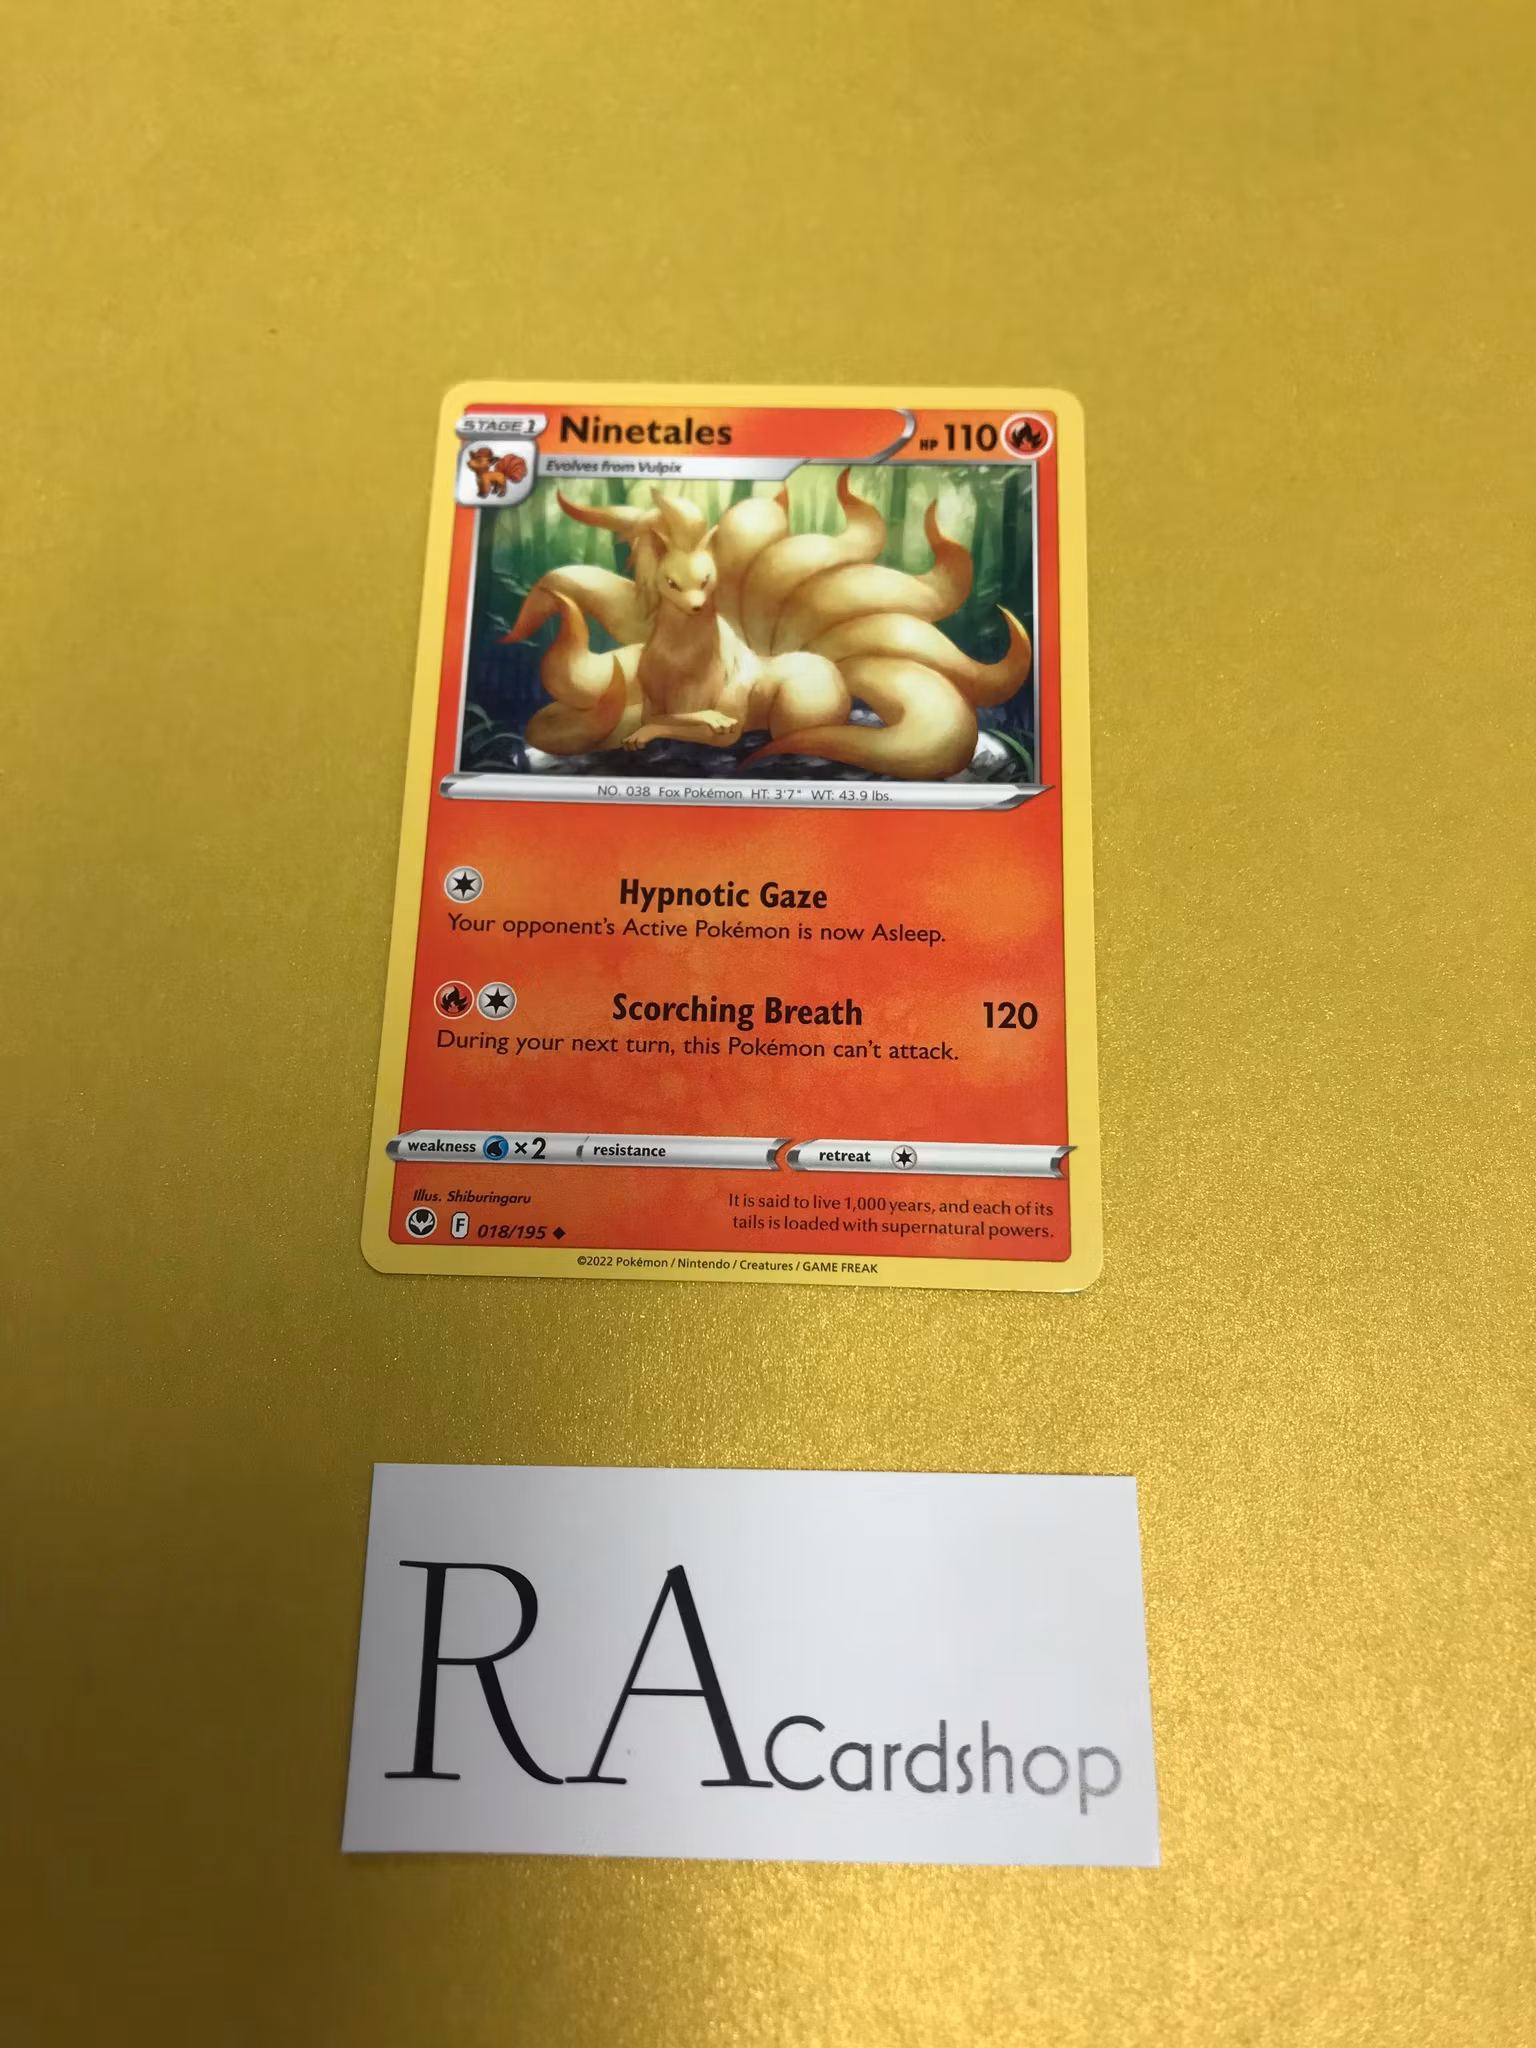 STAGE 1
Ninetales
HP 110
Evolves from Vulpix
NO. 038 Fox Pokémon HT: 3'7" WT: 43.9 lbs.
Hypnotic Gaze
Your opponent's Active Pokémon is now Asleep.
Scorching Breath 120
During your next turn, this Pokémon can't attack.
weakness ×2 resistance retreat
Illus. Shiburingaru
It is said to live 1,000 years, and each of its
tails is loaded with supernatural powers.
F 018/195
©2022 Pokémon / Nintendo / Creatures / GAME FREAK
RA Cardshop